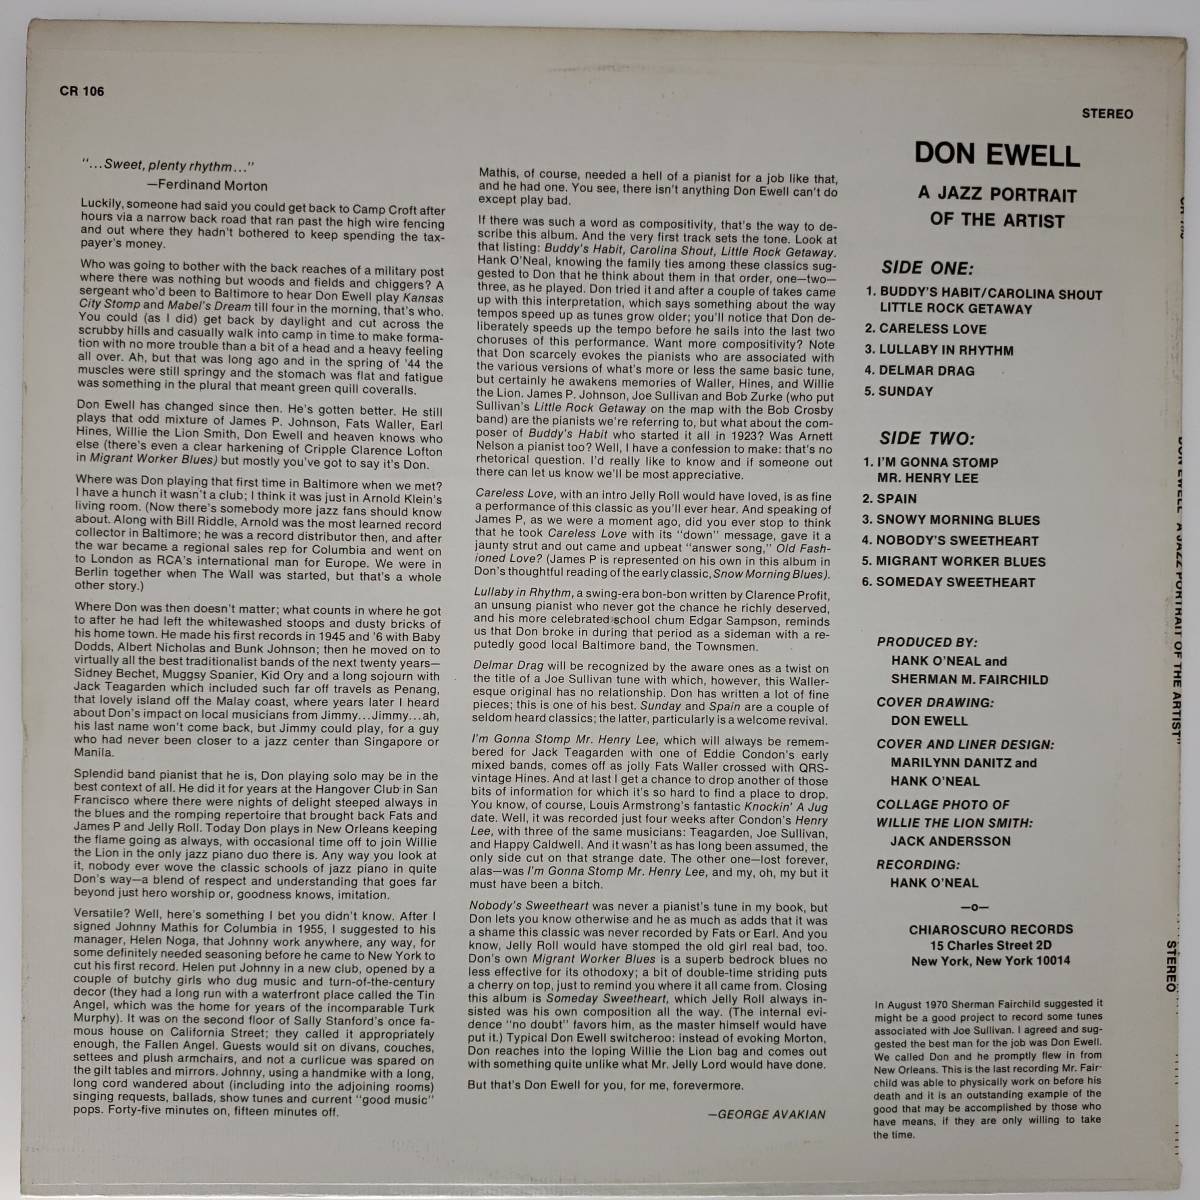 CR 106
STEREO
"...Sweet, plenty rhythm..."
—Ferdinand Morton
Luckily, someone had said you could get back to Camp Croft after
hours via a narrow back road that ran past the high wire fencing
and out where they hadn't bothered to keep spending the tax-
payer's money.
Who was going to bother with the back reaches of a military post
where there was nothing but woods and fields and chiggers? A
sergeant who'd been to Baltimore to hear Don Ewell play Kansas
City Stomp and Mabel's Dream till four in the morning, that's who.
You could (as I did) get back by daylight and cut across the
scrubby hills and casually walk into camp in time to make forma-
tion with no more trouble than a bit of a head and a heavy feeling
all over. Ah, but that was long ago and in the spring of '44 the
muscles were still springy and the stomach was flat and fatigue
was something in the plural that meant green quill coveralls.
Don Ewell has changed since then. He's gotten better. He still
plays that odd mixture of James P. Johnson, Fats Waller, Earl
Hines, Willie the Lion Smith, Don Ewell and heaven knows who
else (there's even a clear harkening of Cripple Clarence Lofton
in Migrant Worker Blues) but mostly you've got to say it's Don.
Where was Don playing that first time in Baltimore when we met?
I have a hunch it wasn't a club; I think it was just in Arnold Klein's
living room. (Now there's somebody more jazz fans should know
about. Along with Bill Riddle, Arnold was the most learned record
collector in Baltimore; he was a record distributor then, and after
the war became a regional sales rep for Columbia and went on
to London as RCA's international man for Europe. We were in
Berlin together when The Wall was started, but that's a whole
other story.)
Where Don was then doesn't matter; what counts in where he got
to after he had left the whitewashed stoops and dusty bricks of
his home town. He made his first records in 1945 and '6 with Baby
Dodds, Albert Nicholas and Bunk Johnson; then he moved on to
virtually all the best traditionalist bands of the next twenty years—
Sidney Bechet, Muggsy Spanier, Kid Ory and a long sojourn with
Jack Teagarden which included such far off travels as Penang,
that lovely island off the Malay coast, where years later I heard
about Don's impact on local musicians from Jimmy...Jimmy...ah,
his last name won't come back, but Jimmy could play, for a guy
who had never been closer to a jazz center than Singapore or
Manila.
Splendid band pianist that he is, Don playing solo may be in the
best context of all. He did it for years at the Hangover Club in San
Francisco where there were nights of delight steeped always in
the blues and the romping repertoire that brought back Fats and
James P and Jelly Roll. Today Don plays in New Orleans keeping
the flame going as always, with occasional time off to join Willie
the Lion in the only jazz piano duo there is. Any way you look at
it, nobody ever wove the classic schools of jazz piano in quite
Don's way—a blend of respect and understanding that goes far
beyond just hero worship or, goodness knows, imitation.
Versatile? Well, here's something I bet you didn't know. After I
signed Johnny Mathis for Columbia in 1955, I suggested to his
manager, Helen Noga, that Johnny work anywhere, any way, for
some definitely needed seasoning before he came to New York to
cut his first record. Helen put Johnny in a new club, opened by a
couple of butchy girls who dug music and turn-of-the-century
decor (they had a long run with a waterfront place called the Tin
Angel, which was the home for years of the incomparable Turk
Murphy). It was on the second floor of Sally Stanford's once fa-
mous house on California Street; they called it appropriately
enough, the Fallen Angel. Guests would sit on divans, couches,
settees and plush armchairs, and not a curlicue was spared on
the gilt tables and mirrors. Johnny, using a handmike with a long,
long cord wandered about (including into the adjoining rooms)
singing requests, ballads, show tunes and current "good music"
pops. Forty-five minutes on, fifteen minutes off.
Mathis, of course, needed a hell of a pianist for a job like that,
and he had one. You see, there isn't anything Don Ewell can't do
except play bad.
If there was such a word as compositivity, that's the way to de-
scribe this album. And the very first track sets the tone. Look at
that listing: Buddy's Habit, Carolina Shout, Little Rock Getaway.
Hank O'Neal, knowing the family ties among these classics sug-
gested to Don that he think about them in that order, one—two—
three, as he played. Don tried it and after a couple of takes came
up with this interpretation, which says something about the way
tempos speed up as tunes grow older; you'll notice that Don de-
liberately speeds up the tempo before he sails into the last two
choruses of this performance. Want more compositivity? Note
that Don scarcely evokes the pianists who are associated with
the various versions of what's more or less the same basic tune,
but certainly he awakens memories of Waller, Hines, and Willie
the Lion. James P. Johnson, Joe Sullivan and Bob Zurke (who put
Sullivan's Little Rock Getaway on the map with the Bob Crosby
band) are the pianists we're referring to, but what about the com-
poser of Buddy's Habit who started it all in 1923? Was Arnett
Nelson a pianist too? Well, I have a confession to make: that's no
rhetorical question. I'd really like to know and if someone out
there can let us know we'll be most appreciative.
Careless Love, with an intro Jelly Roll would have loved, is as fine
a performance of this classic as you'll ever hear. And speaking of
James P, as we were a moment ago, did you ever stop to think
that he took Careless Love with its "down" message, gave it a
jaunty strut and out came and upbeat "answer song," Old Fash-
ioned Love? (James P is represented on his own in this album in
Don's thoughtful reading of the early classic, Snow Morning Blues).
Lullaby in Rhythm, a swing-era bon-bon written by Clarence Profit,
an unsung pianist who never got the chance he richly deserved,
and his more celebrated school chum Edgar Sampson, reminds
us that Don broke in during that period as a sideman with a re-
putedly good local Baltimore band, the Townsmen.
Delmar Drag will be recognized by the aware ones as a twist on
the title of a Joe Sullivan tune with which, however, this Waller-
esque original has no relationship. Don has written a lot of fine
pieces; this is one of his best. Sunday and Spain are a couple of
seldom heard classics; the latter, particularly is a welcome revival.
I'm Gonna Stomp Mr. Henry Lee, which will always be remem-
bered for Jack Teagarden with one of Eddie Condon's early
mixed bands, comes off as jolly Fats Waller crossed with QRS-
vintage Hines. And at last I get a chance to drop another of those
bits of information for which it's so hard to find a place to drop.
You know, of course, Louis Armstrong's fantastic Knockin' A Jug
date. Well, it was recorded just four weeks after Condon's Henry
Lee, with three of the same musicians: Teagarden, Joe Sullivan,
and Happy Caldwell. And it wasn't as has long been assumed, the
only side cut on that strange date. The other one—lost forever,
alas—was I'm Gonna Stomp Mr. Henry Lee, and my, oh, my but it
must have been a bitch.
Nobody's Sweetheart was never a pianist's tune in my book, but
Don lets you know otherwise and he as much as adds that it was
a shame this classic was never recorded by Fats or Earl. And you
know, Jelly Roll would have stomped the old girl real bad, too.
Don's own Migrant Worker Blues is a superb bedrock blues no
less effective for its othodoxy; a bit of double-time striding puts
a cherry on top, just to remind you where it all came from. Closing
this album is Someday Sweetheart, which Jelly Roll always in-
sisted was his own composition all the way. (The internal evi-
dence "no doubt" favors him, as the master himself would have
put it.) Typical Don Ewell switcheroo: instead of evoking Morton,
Don reaches into the loping Willie the Lion bag and comes out
with something quite unlike what Mr. Jelly Lord would have done.
But that's Don Ewell for you, for me, forevermore.
—GEORGE AVAKIAN
DON EWELL
A JAZZ PORTRAIT
OF THE ARTIST
SIDE ONE:
1. BUDDY'S HABIT/CAROLINA SHOUT
LITTLE ROCK GETAWAY
2. CARELESS LOVE
3. LULLABY IN RHYTHM
4. DELMAR DRAG
5. SUNDAY
SIDE TWO:
1. I'M GONNA STOMP
MR. HENRY LEE
2. SPAIN
3. SNOWY MORNING BLUES
4. NOBODY'S SWEETHEART
5. MIGRANT WORKER BLUES
6. SOMEDAY SWEETHEART
PRODUCED BY:
HANK O'NEAL and
SHERMAN M. FAIRCHILD
COVER DRAWING:
DON EWELL
COVER AND LINER DESIGN:
MARILYNN DANITZ and
HANK O'NEAL
COLLAGE PHOTO OF
WILLIE THE LION SMITH:
JACK ANDERSSON
RECORDING:
HANK O'NEAL
—o—
CHIAROSCURO RECORDS
15 Charles Street 2D
New York, New York 10014
In August 1970 Sherman Fairchild suggested it
might be a good project to record some tunes
associated with Joe Sullivan. I agreed and sug-
gested the best man for the job was Don Ewell.
We called Don and he promptly flew in from
New Orleans. This is the last recording Mr. Fair-
child was able to physically work on before his
death and it is an outstanding example of the
good that may be accomplished by those who
have means, if they are only willing to take
the time.
DON EWELL "A JAZZ PORTRAIT OF THE ARTIST"
STEREO